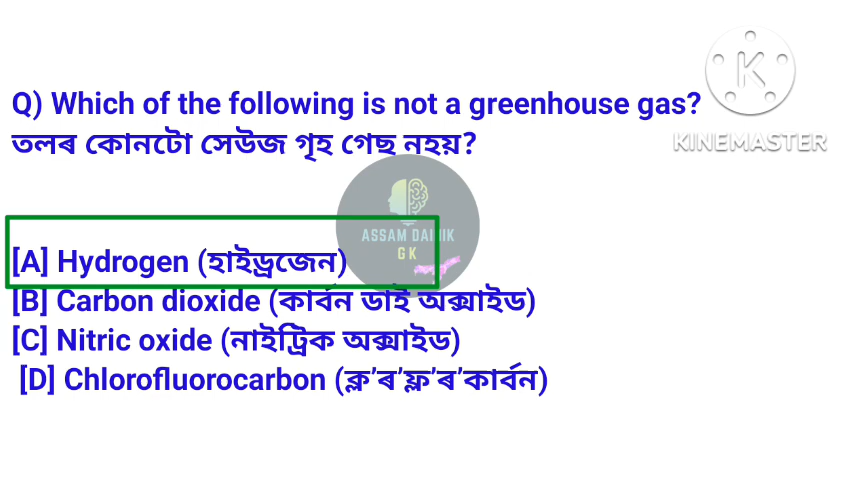 Q) Which of the following is not a greenhouse gas?
তলৰ কোনটো সেউজ গৃহ গেছ নহয়?
KINEMASTER
ASSAM DAINIK
GK
[A] Hydrogen (হাইড্ৰজেন)
[B] Carbon dioxide (কাৰ্বন ডাই অক্সাইড)
[C] Nitric oxide (নাইট্ৰিক অক্সাইড)
[D] Chlorofluorocarbon (ক্ল’ৰ’ফ্ল’ৰ’কাৰ্বন)